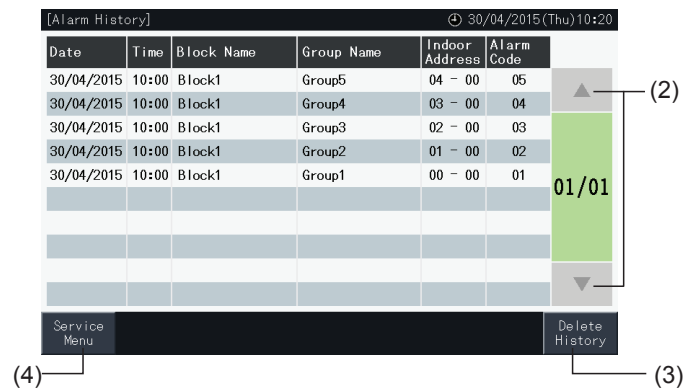 [Alarm History] 30/04/2015(Thu)10:20
Date Time Block Name Group Name Indoor Address Alarm Code
30/04/2015 10:00 Block1 Group5 04 - 00 05
30/04/2015 10:00 Block1 Group4 03 - 00 04
30/04/2015 10:00 Block1 Group3 02 - 00 03
30/04/2015 10:00 Block1 Group2 01 - 00 02
30/04/2015 10:00 Block1 Group1 00 - 00 01
01/01
(2)
Service Menu
Delete History
(4)
(3)